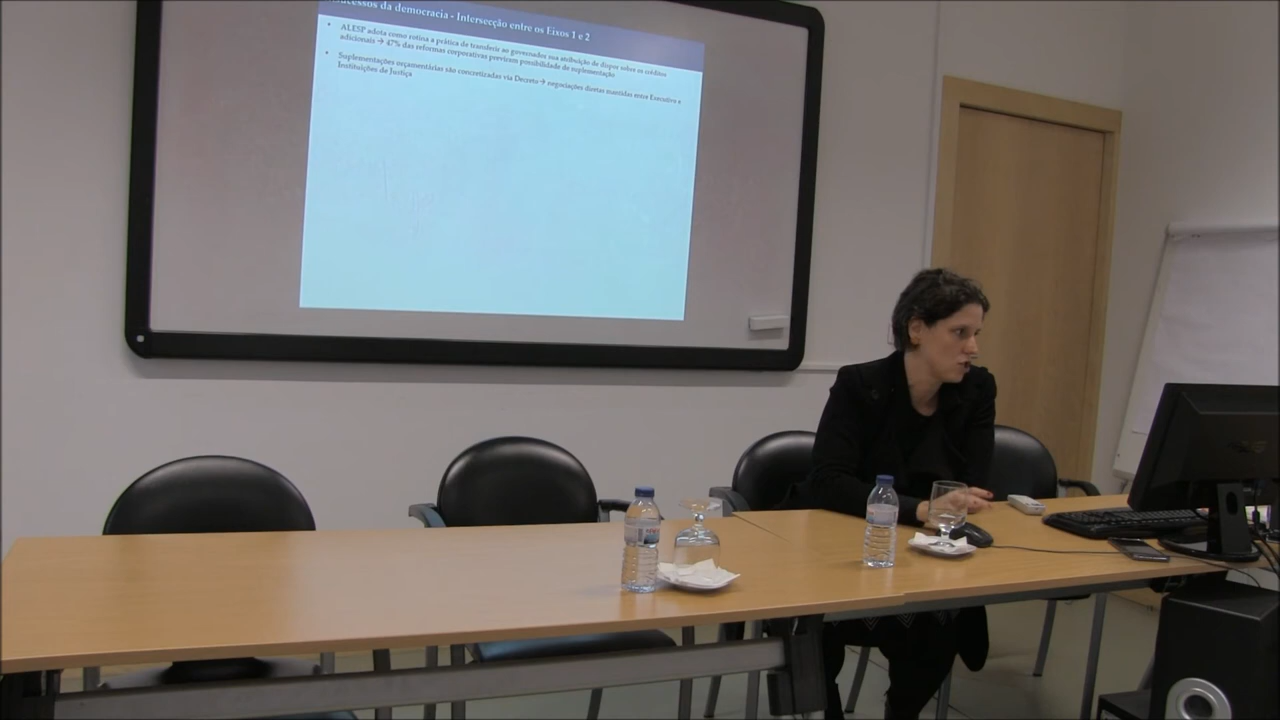 da democracia - Intersecção entre os Eixos 1 e 2
• ALESP adota como rotina a prática de transferir ao governador sua atribuição de dispor sobre os créditos
adicionais → 47% das reformas corporativas previram possibilidade de suplementação
• Suplementações orçamentárias são concretizadas via Decreto → negociações diretas mantidas entre Executivo e
Instituições de Justiça